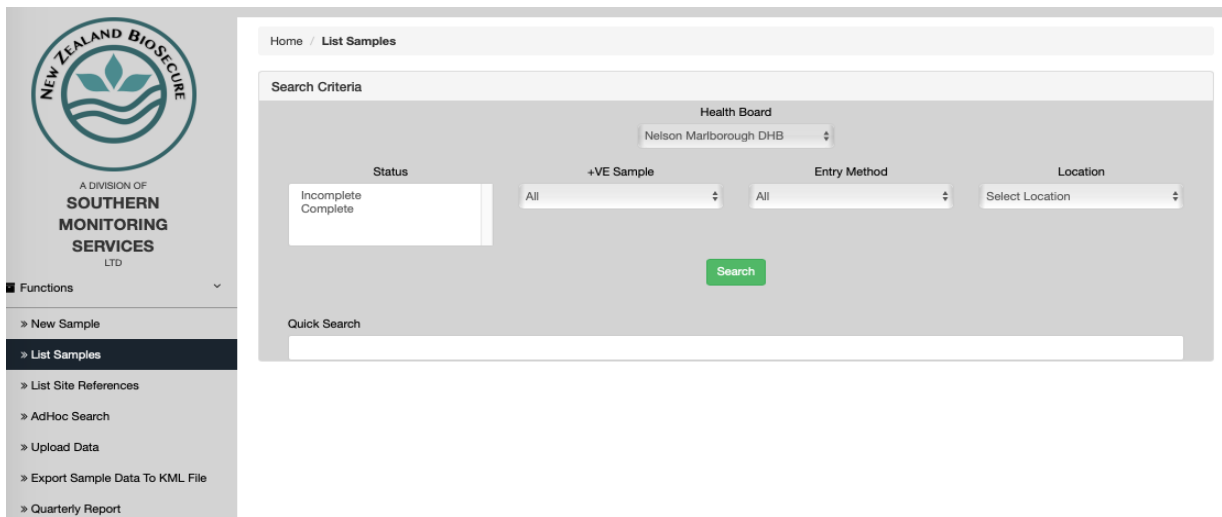 NEW ZEALAND BIOSECURE
A DIVISION OF
SOUTHERN
MONITORING
SERVICES
LTD
Functions
» New Sample
» List Samples
» List Site References
» AdHoc Search
» Upload Data
» Export Sample Data To KML File
» Quarterly Report
Home / List Samples
Search Criteria
Health Board
Nelson Marlborough DHB
Status
Incomplete
Complete
+VE Sample
All
Entry Method
All
Location
Select Location
Search
Quick Search